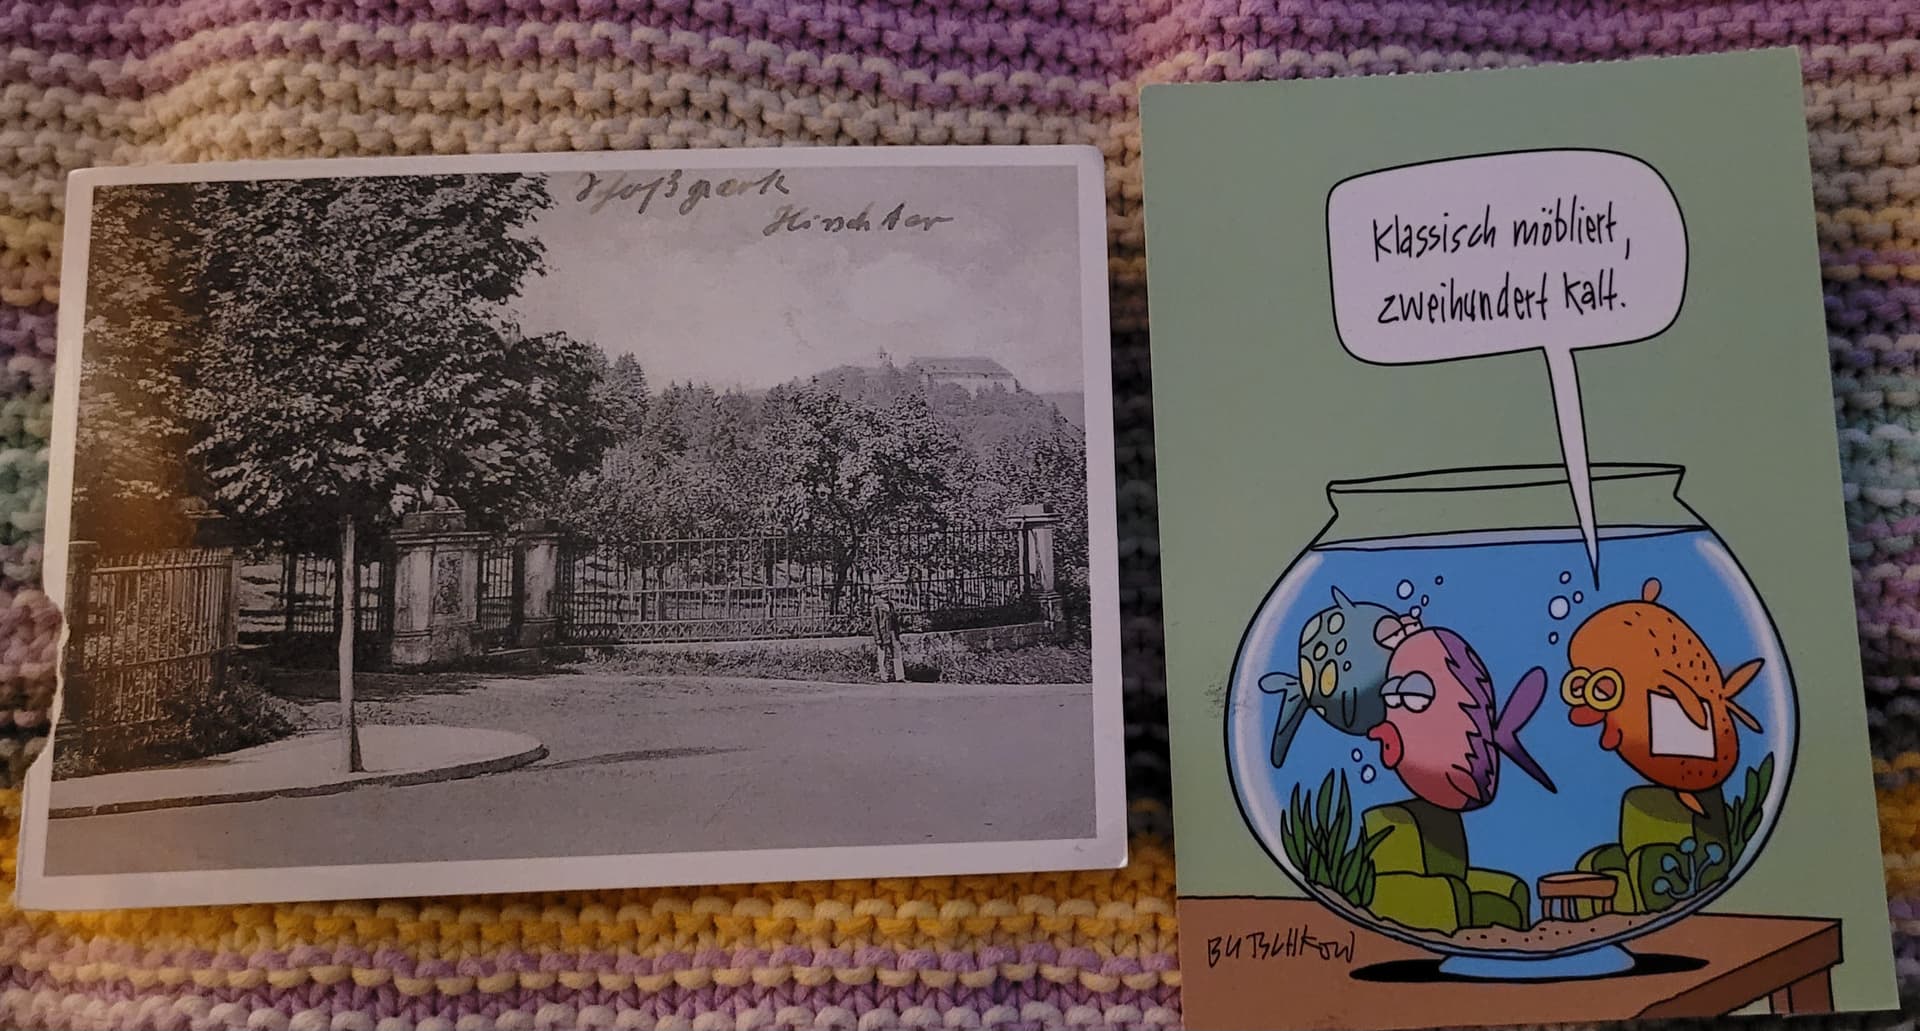 Schloßpark
Hirschtor
Klassisch möbliert,
zweihundert kalt.
BUTSCHKOW